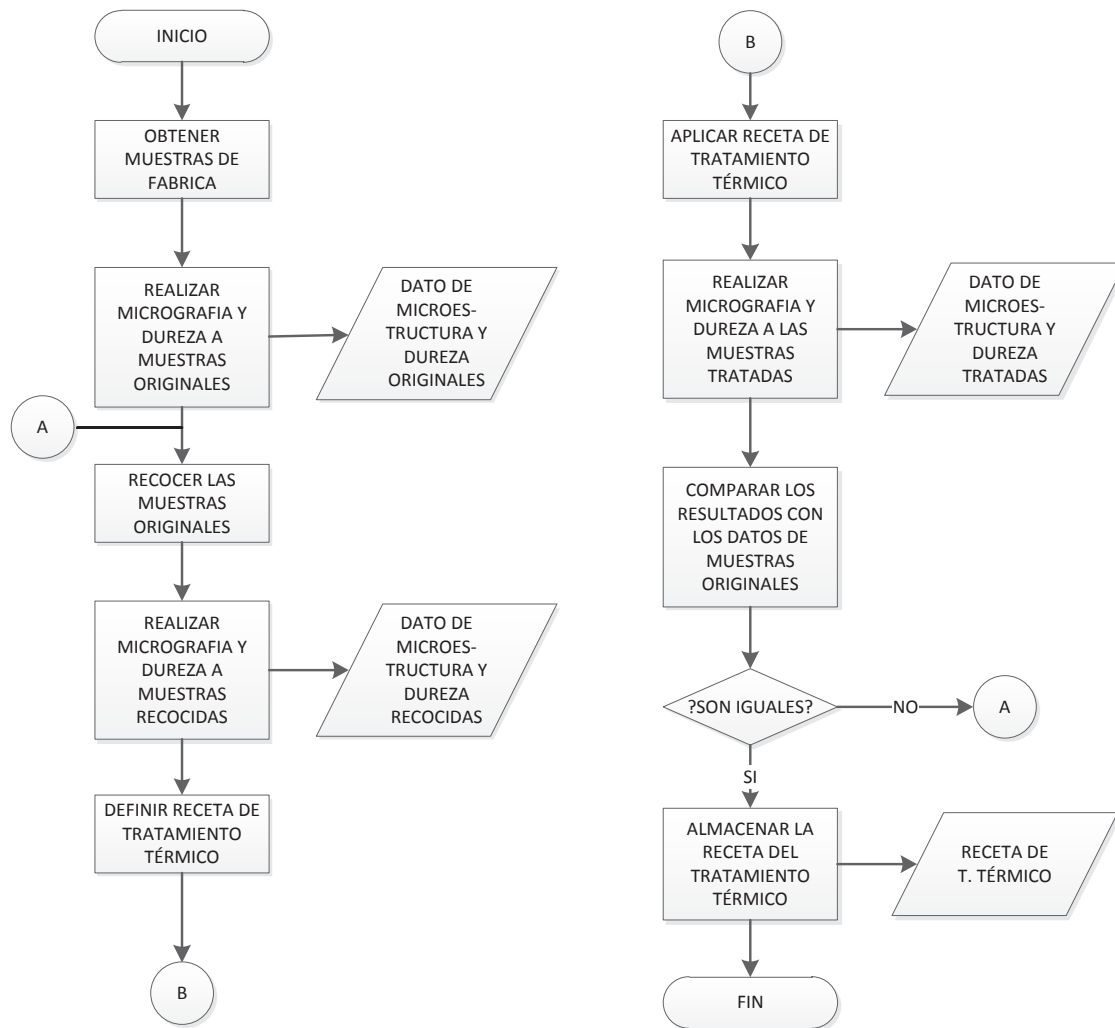 INICIO
OBTENER
MUESTRAS DE
FABRICA
REALIZAR
MICROGRAFIA Y
DUREZA A
MUESTRAS
ORIGINALES
DATO DE
MICROES-
TRUCTURA Y
DUREZA
ORIGINALES
A
RECOCER LAS
MUESTRAS
ORIGINALES
REALIZAR
MICROGRAFIA Y
DUREZA A
MUESTRAS
RECOCIDAS
DATO DE
MICROES-
TRUCTURA Y
DUREZA
RECOCIDAS
DEFINIR RECETA DE
TRATAMIENTO
TÉRMICO
B
B
APLICAR RECETA DE
TRATAMIENTO
TÉRMICO
REALIZAR
MICROGRAFIA Y
DUREZA A LAS
MUESTRAS
TRATADAS
DATO DE
MICROES-
TRUCTURA Y
DUREZA
TRATADAS
COMPARAR LOS
RESULTADOS CON
LOS DATOS DE
MUESTRAS
ORIGINALES
?SON IGUALES?
NO
A
SI
ALMACENAR LA
RECETA DEL
TRATAMIENTO
TÉRMICO
RECETA DE
T. TÉRMICO
FIN